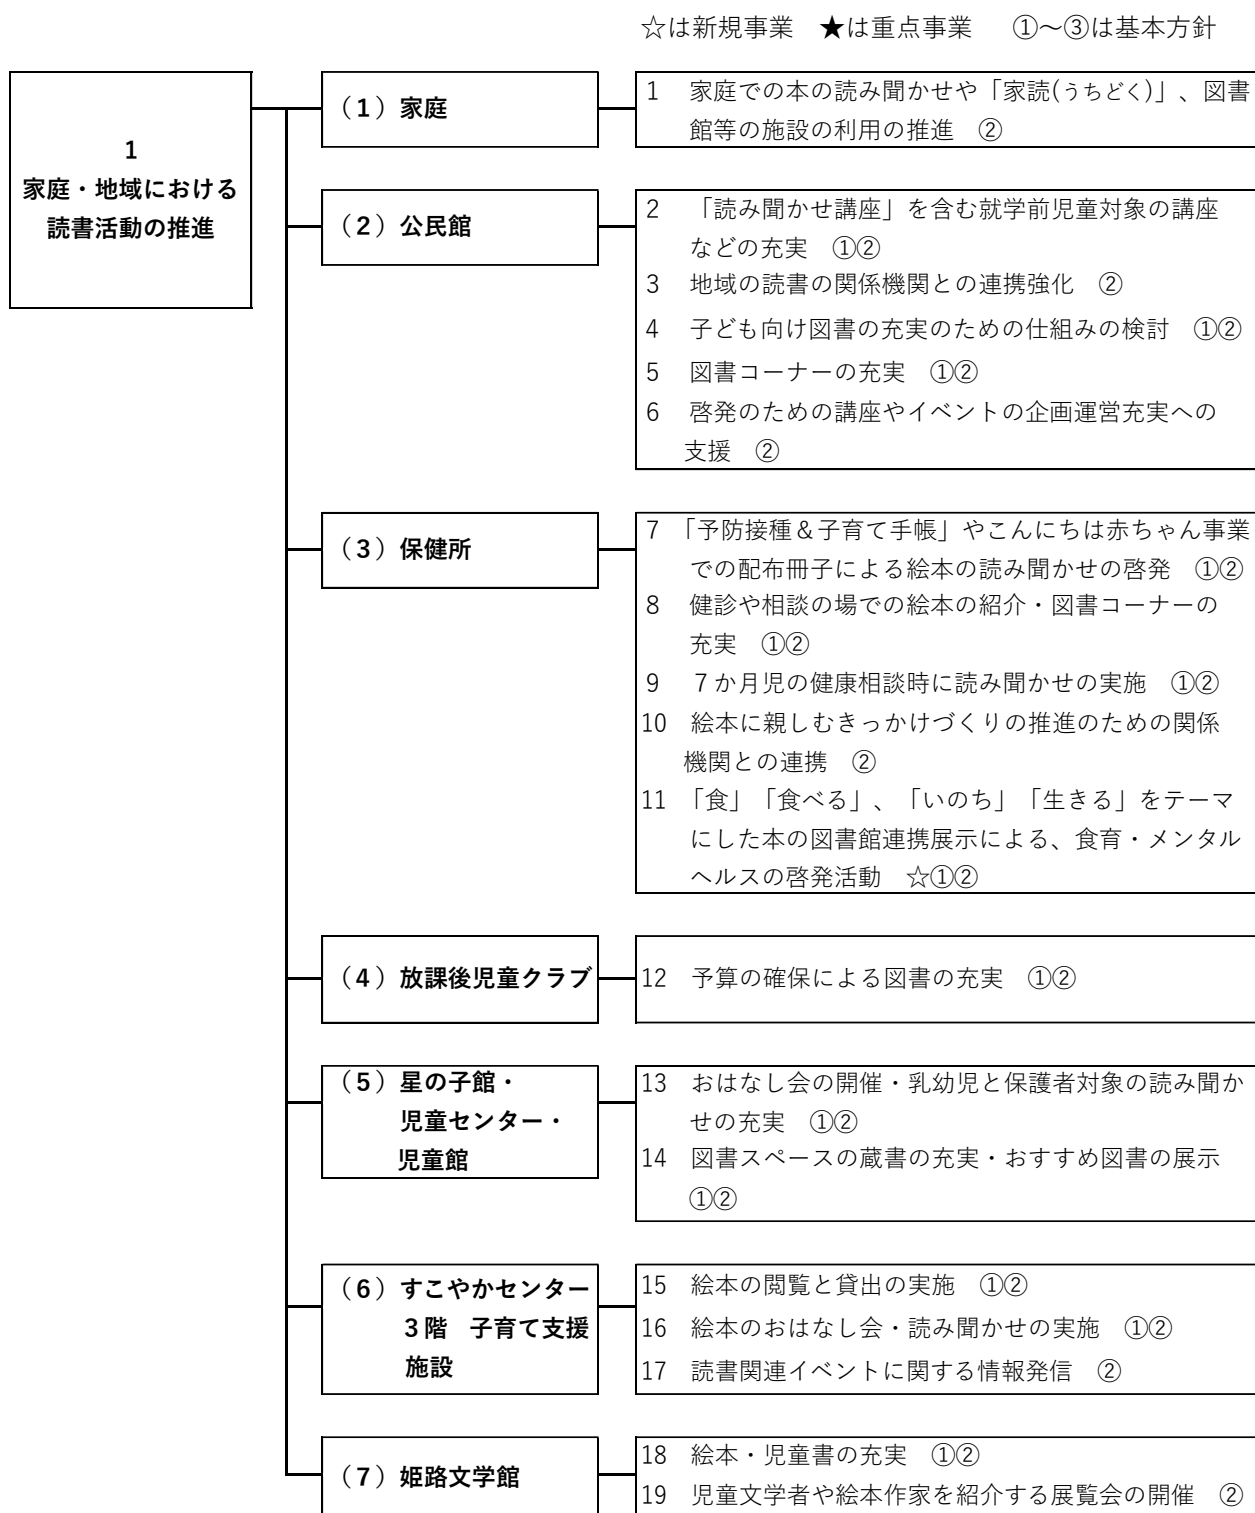 ☆は新規事業　★は重点事業　①～③は基本方針
1
家庭・地域における
読書活動の推進
（1）家庭
1　家庭での本の読み聞かせや「家読(うちどく)」、図書
館等の施設の利用の推進　②
（2）公民館
2　「読み聞かせ講座」を含む就学前児童対象の講座
などの充実　①②
3　地域の読書の関係機関との連携強化　②
4　子ども向け図書の充実のための仕組みの検討　①②
5　図書コーナーの充実　①②
6　啓発のための講座やイベントの企画運営充実への
支援　②
（3）保健所
7　「予防接種＆子育て手帳」やこんにちは赤ちゃん事業
での配布冊子による絵本の読み聞かせの啓発　①②
8　健診や相談の場での絵本の紹介・図書コーナーの
充実　①②
9　７か月児の健康相談時に読み聞かせの実施　①②
10　絵本に親しむきっかけづくりの推進のための関係
機関との連携　②
11　「食」「食べる」、「いのち」「生きる」をテーマ
にした本の図書館連携展示による、食育・メンタル
ヘルスの啓発活動　☆①②
（4）放課後児童クラブ
12　予算の確保による図書の充実　①②
（5）星の子館・
児童センター・
児童館
13　おはなし会の開催・乳幼児と保護者対象の読み聞か
せの充実　①②
14　図書スペースの蔵書の充実・おすすめ図書の展示
①②
（6）すこやかセンター
３階　子育て支援
施設
15　絵本の閲覧と貸出の実施　①②
16　絵本のおはなし会・読み聞かせの実施　①②
17　読書関連イベントに関する情報発信　②
（7）姫路文学館
18　絵本・児童書の充実　①②
19　児童文学者や絵本作家を紹介する展覧会の開催　②